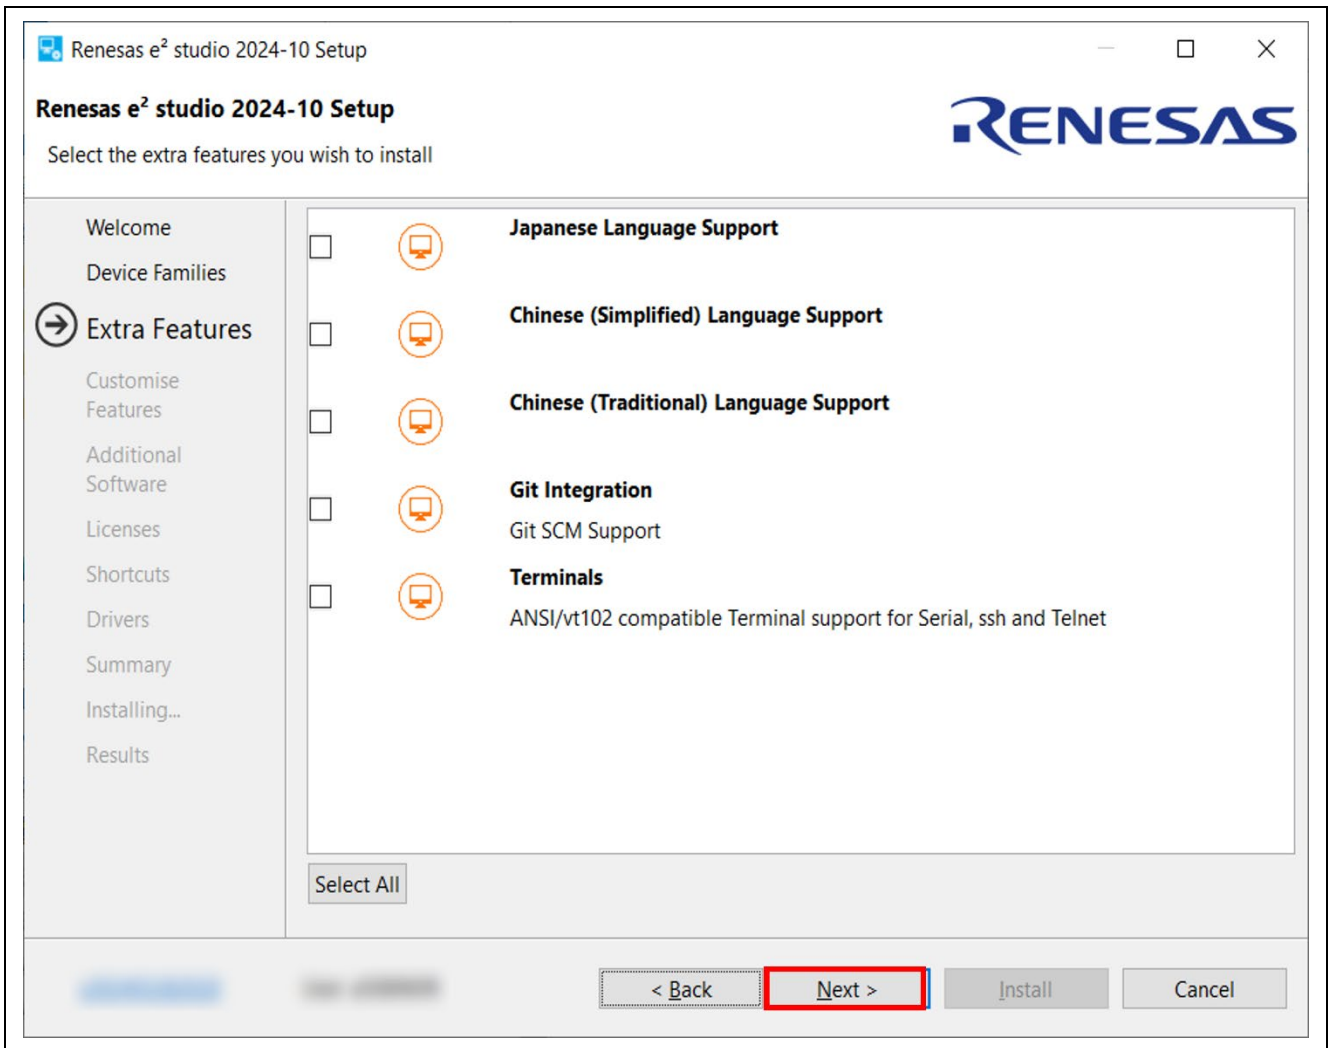 Renesas e² studio 2024-10 Setup
Renesas e² studio 2024-10 Setup
RENESAS
Select the extra features you wish to install
Welcome
Device Families
Extra Features
Customise
Features
Additional
Software
Licenses
Shortcuts
Drivers
Summary
Installing...
Results
Japanese Language Support
Chinese (Simplified) Language Support
Chinese (Traditional) Language Support
Git Integration
Git SCM Support
Terminals
ANSI/vt102 compatible Terminal support for Serial, ssh and Telnet
Select All
< Back
Next >
Install
Cancel